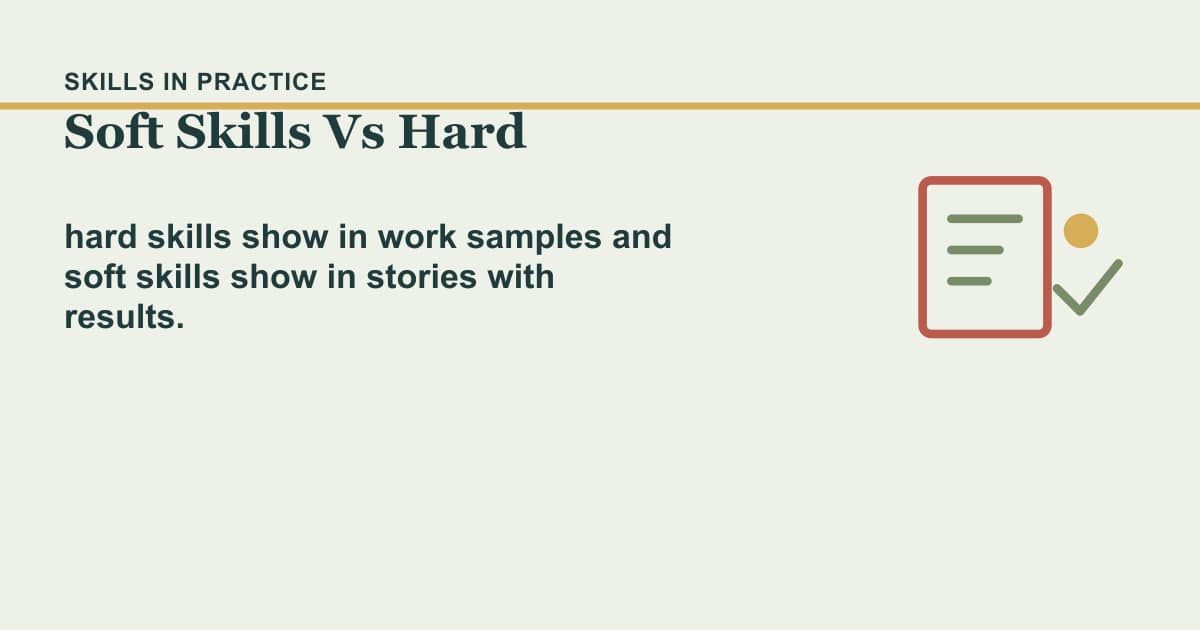 SKILLS IN PRACTICE
Soft Skills Vs Hard
hard skills show in work samples and
soft skills show in stories with
results.